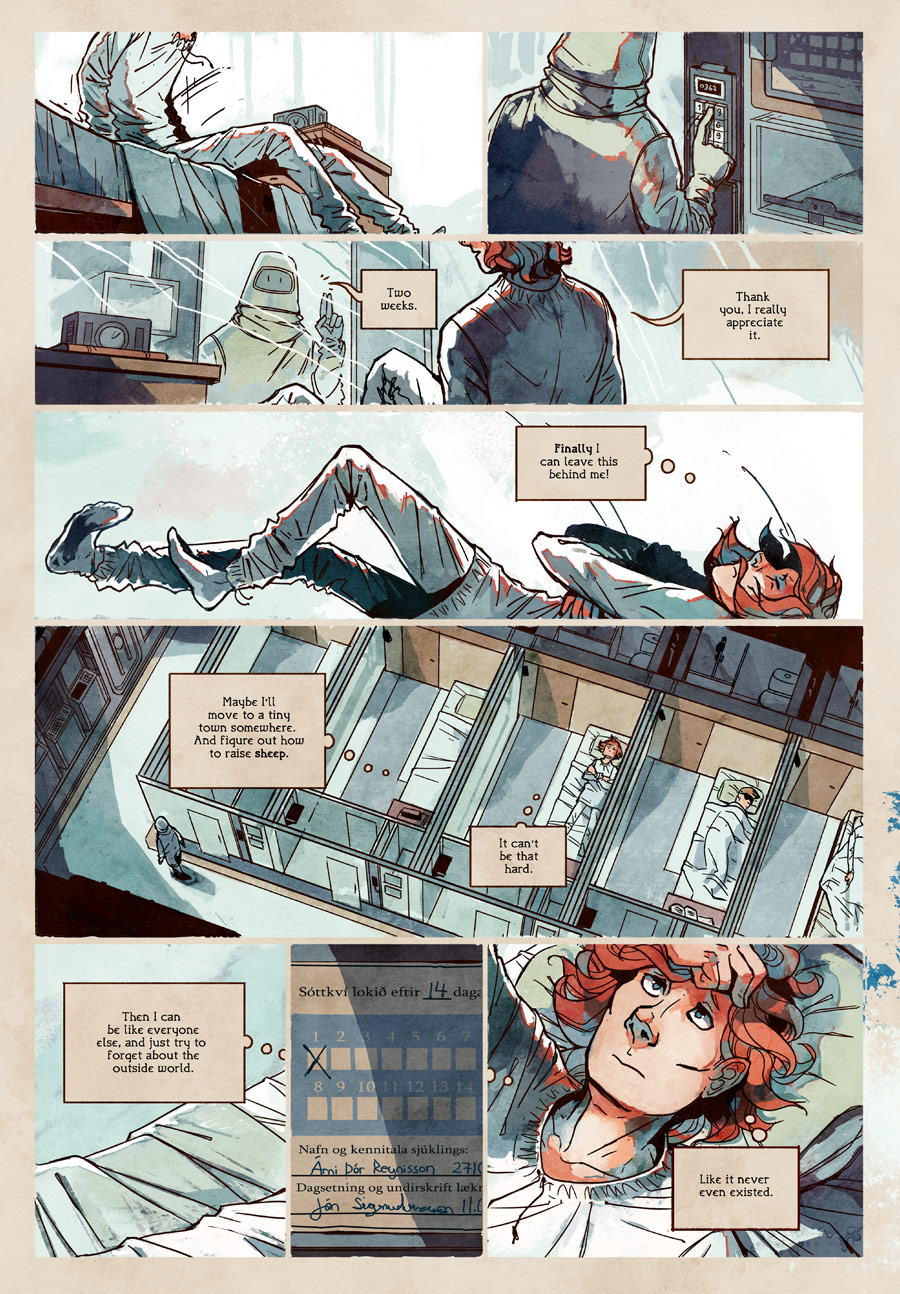 0362
Two
weeks.
Thank
you, I really
appreciate
it.
Finally I
can leave this
behind me!
Maybe I'll
move to a tiny
town somewhere.
And figure out how
to raise sheep.
It can't
be that
hard.
Then I can
be like everyone
else, and just try to
forget about the
outside world.
Sóttkví lokið eftir 14 daga
1 2 3 4 5 6 7
8 9 10 11 12 13 14
Nafn og kennitala sjúklings:
Árni Þór Reynisson 271
Dagsetning og undirskrift lækn
Jón
Like it never
even existed.